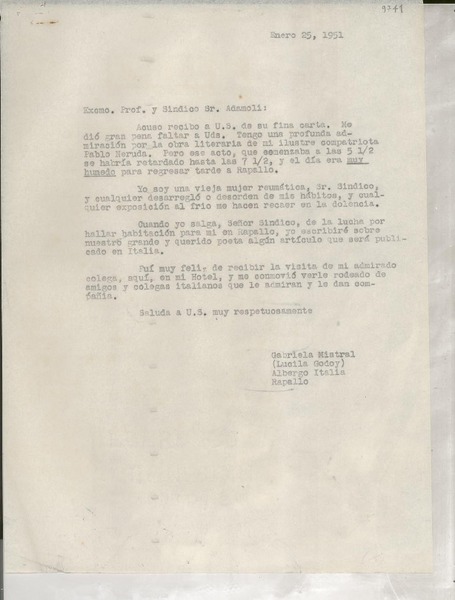 9741
Enero 25, 1951
Excmo. Prof. y Sindico Sr. Adamoli:
Acuso recibo a U.S. de su fina carta. Me
dió gran pena faltar a Uds. Tengo una profunda ad-
miración por la obra literaria de mi ilustre compatriota
Pablo Neruda. Pero ese acto, que comenzaba a las 5 1/2
se habría retardado hasta las 7 1/2, y el día era muy
humedo para regresar tarde a Rapallo.
Yo soy una vieja mujer reumática, Sr. Sindico,
y cualquier desarreglo o desorden de mis hábitos, y cual-
quier exposición al frio me hacen recaer en la dolencia.
Cuando yo salga, Señor Sindico, de la lucha por
hallar habitación para mi en Rapallo, yo escribiré sobre
nuestro grande y querido poeta algún artículo que será publi-
cado en Italia.
Fuí muy feliz de recibir la visita de mi admirado
colega, aquí, en mi Hotel, y me conmovió verle rodeado de
amigos y colegas italianos que le admiran y le dan com-
pañia.
Saluda a U.S. muy respetuosamente
Gabriela Mistral
(Lucila Godoy)
Albergo Italia
Rapallo